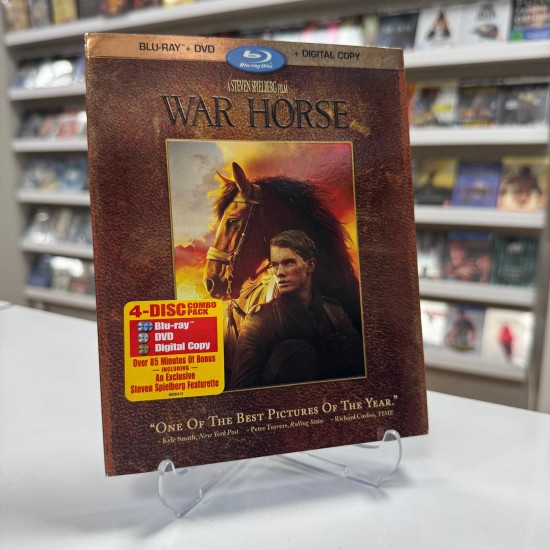 BLU-RAY™ + DVD
Blu-ray Disc
+ DIGITAL COPY
A STEVEN SPIELBERG FILM
WAR HORSE
4-DISC COMBO PACK
Blu-ray™
DVD
Digital Copy
Over 85 Minutes Of Bonus
— INCLUDING —
An Exclusive
Steven Spielberg Featurette
“ONE OF THE BEST PICTURES OF THE YEAR.”
- Kyle Smith, New York Post - Peter Travers, Rolling Stone - Richard Corliss, TIME